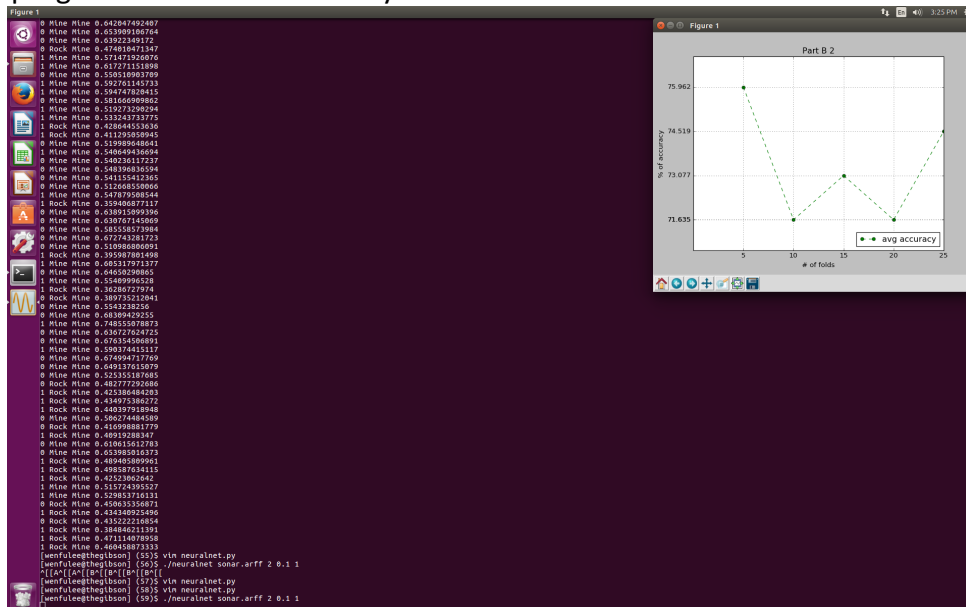 Figure 1
En
3:25 PM
0 Mine Mine 0.642047492407
0 Mine Mine 0.653909106764
0 Mine Mine 0.63922349172
0 Rock Mine 0.474010471347
1 Mine Mine 0.571471926076
1 Mine Mine 0.617271151898
0 Mine Mine 0.550510903709
1 Mine Mine 0.592761145733
1 Mine Mine 0.594747820415
0 Mine Mine 0.581666909862
1 Mine Mine 0.519273290294
1 Mine Mine 0.533243733775
1 Rock Mine 0.428644553636
1 Rock Mine 0.411295050945
0 Mine Mine 0.519989648641
1 Mine Mine 0.540649436694
0 Mine Mine 0.540236117237
0 Mine Mine 0.548396836594
0 Mine Mine 0.541155412365
0 Mine Mine 0.512668550066
1 Mine Mine 0.547879508544
1 Rock Mine 0.359406877117
0 Mine Mine 0.638915099396
0 Mine Mine 0.630767145069
0 Mine Mine 0.585558573984
0 Mine Mine 0.672743281723
0 Mine Mine 0.510986806091
1 Rock Mine 0.395987801498
1 Mine Mine 0.605317971377
0 Mine Mine 0.64650290865
1 Mine Mine 0.55409996528
1 Rock Mine 0.36286727974
0 Rock Mine 0.389735212041
0 Mine Mine 0.5543238256
0 Mine Mine 0.68309429255
1 Mine Mine 0.748555078873
0 Mine Mine 0.636727624725
0 Mine Mine 0.676354506891
1 Mine Mine 0.590374415117
0 Mine Mine 0.674994717769
0 Mine Mine 0.649137615079
0 Mine Mine 0.525355187685
0 Rock Mine 0.482777292686
1 Rock Mine 0.425386484203
1 Rock Mine 0.434975386272
1 Rock Mine 0.440397918948
0 Mine Mine 0.506274484589
0 Rock Mine 0.416998881779
1 Rock Mine 0.40919288347
0 Mine Mine 0.610615612783
0 Mine Mine 0.653985016373
1 Rock Mine 0.489405809961
1 Rock Mine 0.498587634115
1 Rock Mine 0.42523062642
1 Mine Mine 0.515724395527
1 Mine Mine 0.529853716131
0 Rock Mine 0.450635356871
1 Rock Mine 0.434340925496
0 Rock Mine 0.435222216854
1 Rock Mine 0.384846211391
1 Rock Mine 0.471114078958
1 Rock Mine 0.460458873333
[wenfulee@thegibson] (55)$ vim neuralnet.py
[wenfulee@thegibson] (56)$ ./neuralnet sonar.arff 2 0.1 1
^[[A^[[A^[[B^[[B^[[B^[[B^[[
[wenfulee@thegibson] (57)$ vim neuralnet.py
[wenfulee@thegibson] (58)$ vim neuralnet.py
[wenfulee@thegibson] (59)$ ./neuralnet sonar.arff 2 0.1 1
Figure 1
Part B 2
75.962
74.519
73.077
71.635
% of accuracy
avg accuracy
5 10 15 20 25
# of folds